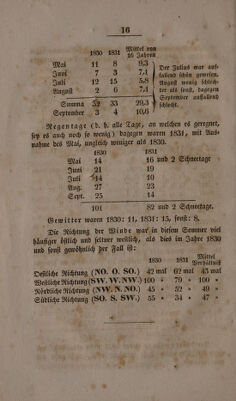 16
1830 1831 Mittel von 16 Jahren
Mai 11 8 9,3
Juni 7 3 7,1
Juli 12 15 5,8
August 2 6 7,1
Der Julius war auf-
fallend schön gewesen.
August wenig schlech-
ter als sonst, dagegen
September auffallend
schlecht.
Summa 32 33 29,3
September 3 4 10,6
Regentage (d. h. alle Tage, an welchen es geregnet,
sey es auch noch so wenig) dagegen waren 1831, mit Aus-
nahme des Mai, ungleich weniger als 1830.
1830 1831
Mai 14 16 und 2 Schneetage
Juni 21 17
Juli 14 10
Aug. 27 23
Sept. 25 14
101 82 und 2 Schneetage.
Gewitter waren 1830: 11, 1831: 15, sonst: 8.
Die Richtung der Winde war in diesem Sommer viel
häufiger östlich und seltner westlich, als dies im Jahre 1830
und sonst gewöhnlich der Fall ist:
1830 1831 Mittel Verhältniß
Oestliche Richtung (NO. O. SO.) 42 mal 62 mal 45 mal
Westliche Richtung (SW. W. NW.) 100 » 79 » 100 »
Nördliche Richtung (NW. N. NO.) 45 » 52 » 49 »
Südliche Richtung (SO. S. SW.) 55 » 34 » 47 »